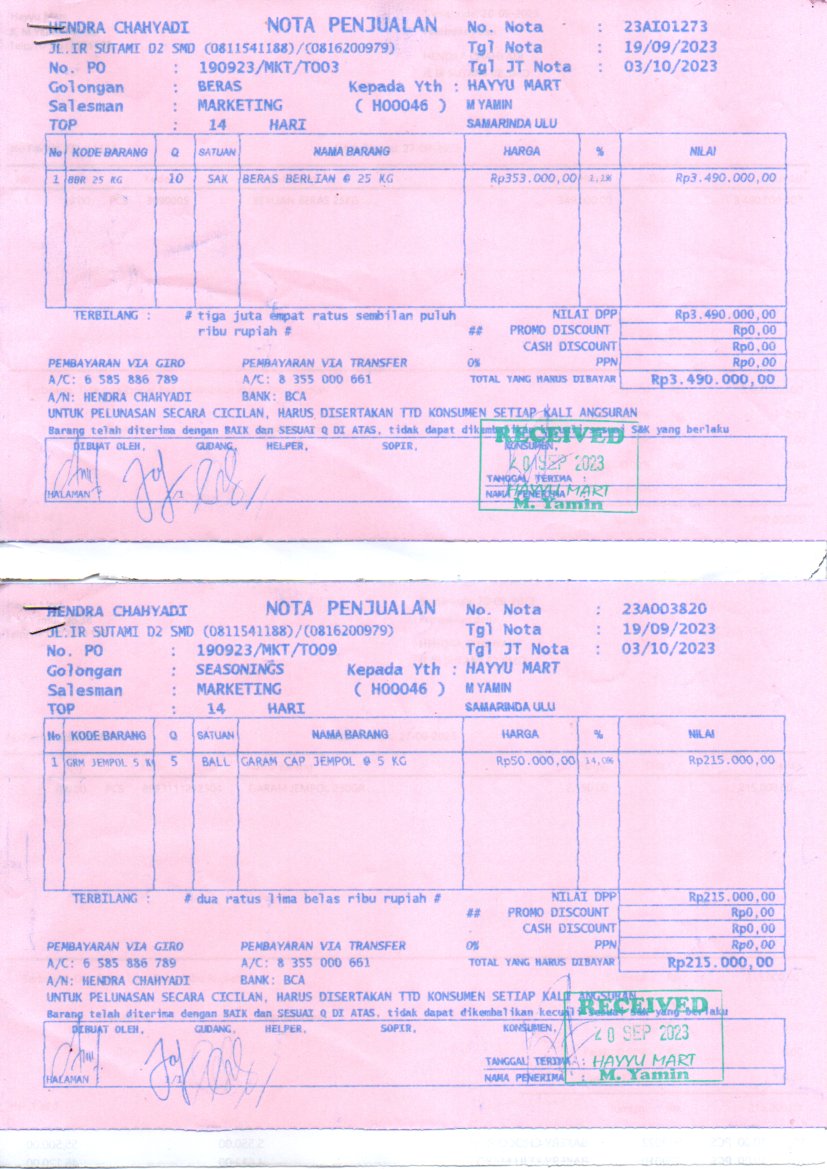 HENDRA CHAHYADI NOTA PENJUALAN No. Nota : 23AI01273
JL.IR SUTAMI D2 SMD (0811541188)/(0816200979) Tgl Nota : 19/09/2023
No. PO : 190923/MKT/TO03 Tgl JT Nota : 03/10/2023
Golongan : BERAS Kepada Yth : HAYYU MART
Salesman : MARKETING ( H00046 ) M YAMIN
TOP : 14 HARI SAMARINDA ULU
No KODE BARANG Q SATUAN NAMA BARANG HARGA % NILAI
1 BBR 25 KG 10 SAK BERAS BERLIAN @ 25 KG Rp353.000,00 1,1% Rp3.490.000,00
TERBILANG : # tiga juta empat ratus sembilan puluh NILAI DPP Rp3.490.000,00
ribu rupiah # ## PROMO DISCOUNT Rp0,00
CASH DISCOUNT Rp0,00
PEMBAYARAN VIA GIRO PEMBAYARAN VIA TRANSFER 0% PPN Rp0,00
A/C: 6 585 886 789 A/C: 8 355 000 661 TOTAL YANG HARUS DIBAYAR Rp3.490.000,00
A/N: HENDRA CHAHYADI BANK: BCA
UNTUK PELUNASAN SECARA CICILAN, HARUS DISERTAKAN TTD KONSUMEN SETIAP KALI ANGSURAN
Barang telah diterima dengan BAIK dan SESUAI Q DI ATAS, tidak dapat dikembalikan kecuali sesuai S&K yang berlaku
RECEIVED
DIBUAT OLEH, GUDANG, HELPER, SOPIR, KONSUMEN,
20 SEP 2023
TANGGAL TERIMA :
HALAMAN 1/1 NAMA PENERIMA HAYYU MART
M. Yamin
HENDRA CHAHYADI NOTA PENJUALAN No. Nota : 23A003820
JL.IR SUTAMI D2 SMD (0811541188)/(0816200979) Tgl Nota : 19/09/2023
No. PO : 190923/MKT/TO09 Tgl JT Nota : 03/10/2023
Golongan : SEASONINGS Kepada Yth : HAYYU MART
Salesman : MARKETING ( H00046 ) M YAMIN
TOP : 14 HARI SAMARINDA ULU
No KODE BARANG Q SATUAN NAMA BARANG HARGA % NILAI
1 GRM JEMPOL 5 KG 5 BALL GARAM CAP JEMPOL @ 5 KG Rp50.000,00 14,0% Rp215.000,00
TERBILANG : # dua ratus lima belas ribu rupiah # NILAI DPP Rp215.000,00
## PROMO DISCOUNT Rp0,00
CASH DISCOUNT Rp0,00
PEMBAYARAN VIA GIRO PEMBAYARAN VIA TRANSFER 0% PPN Rp0,00
A/C: 6 585 886 789 A/C: 8 355 000 661 TOTAL YANG HARUS DIBAYAR Rp215.000,00
A/N: HENDRA CHAHYADI BANK: BCA
UNTUK PELUNASAN SECARA CICILAN, HARUS DISERTAKAN TTD KONSUMEN SETIAP KALI ANGSURAN
Barang telah diterima dengan BAIK dan SESUAI Q DI ATAS, tidak dapat dikembalikan kecuali sesuai S&K yang berlaku
RECEIVED
DIBUAT OLEH, GUDANG, HELPER, SOPIR, KONSUMEN,
20 SEP 2023
TANGGAL TERIMA : HAYYU MART
HALAMAN 1/1 NAMA PENERIMA : M. Yamin